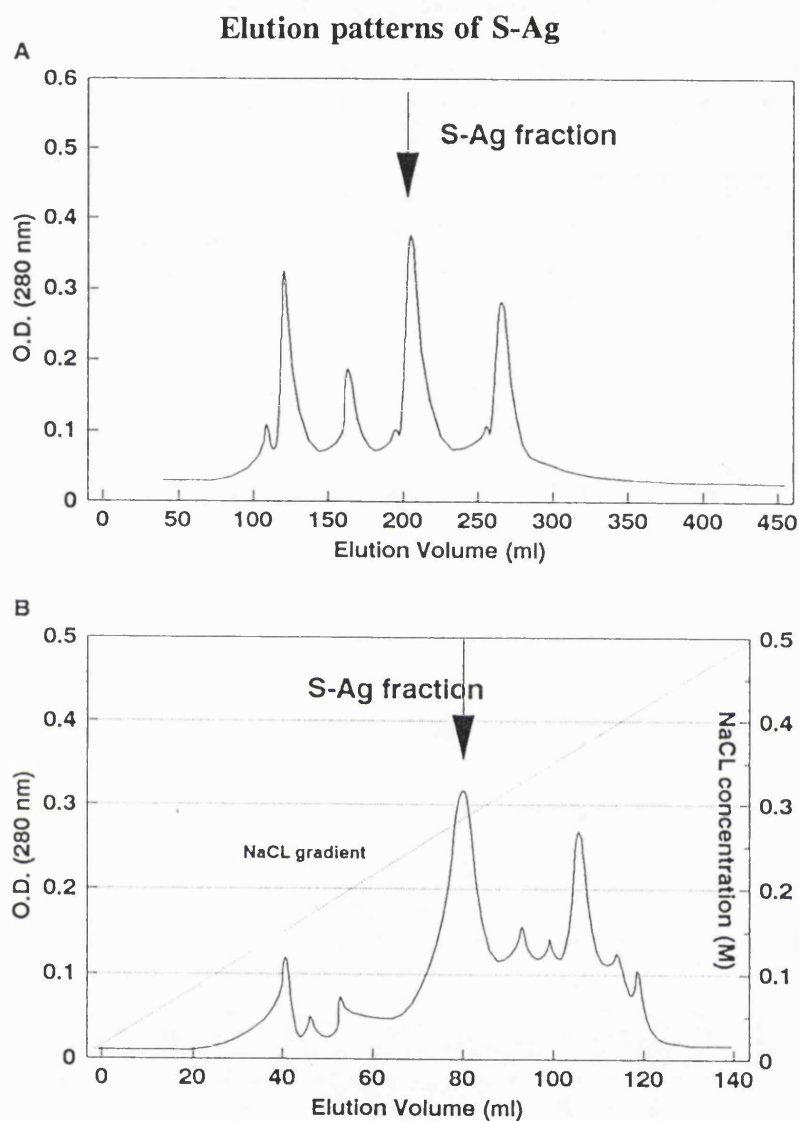 Elution patterns of S-Ag
A
0.6
0.5
0.4
0.3
0.2
0.1
0
O.D. (280 nm)
S-Ag fraction
0 50 100 150 200 250 300 350 400 450
Elution Volume (ml)
B
0.5
0.4
0.3
0.2
0.1
0
O.D. (280 nm)
S-Ag fraction
NaCL gradient
0.5
0.4
0.3
0.2
0.1
0
NaCL concentration (M)
0 20 40 60 80 100 120 140
Elution Volume (ml)